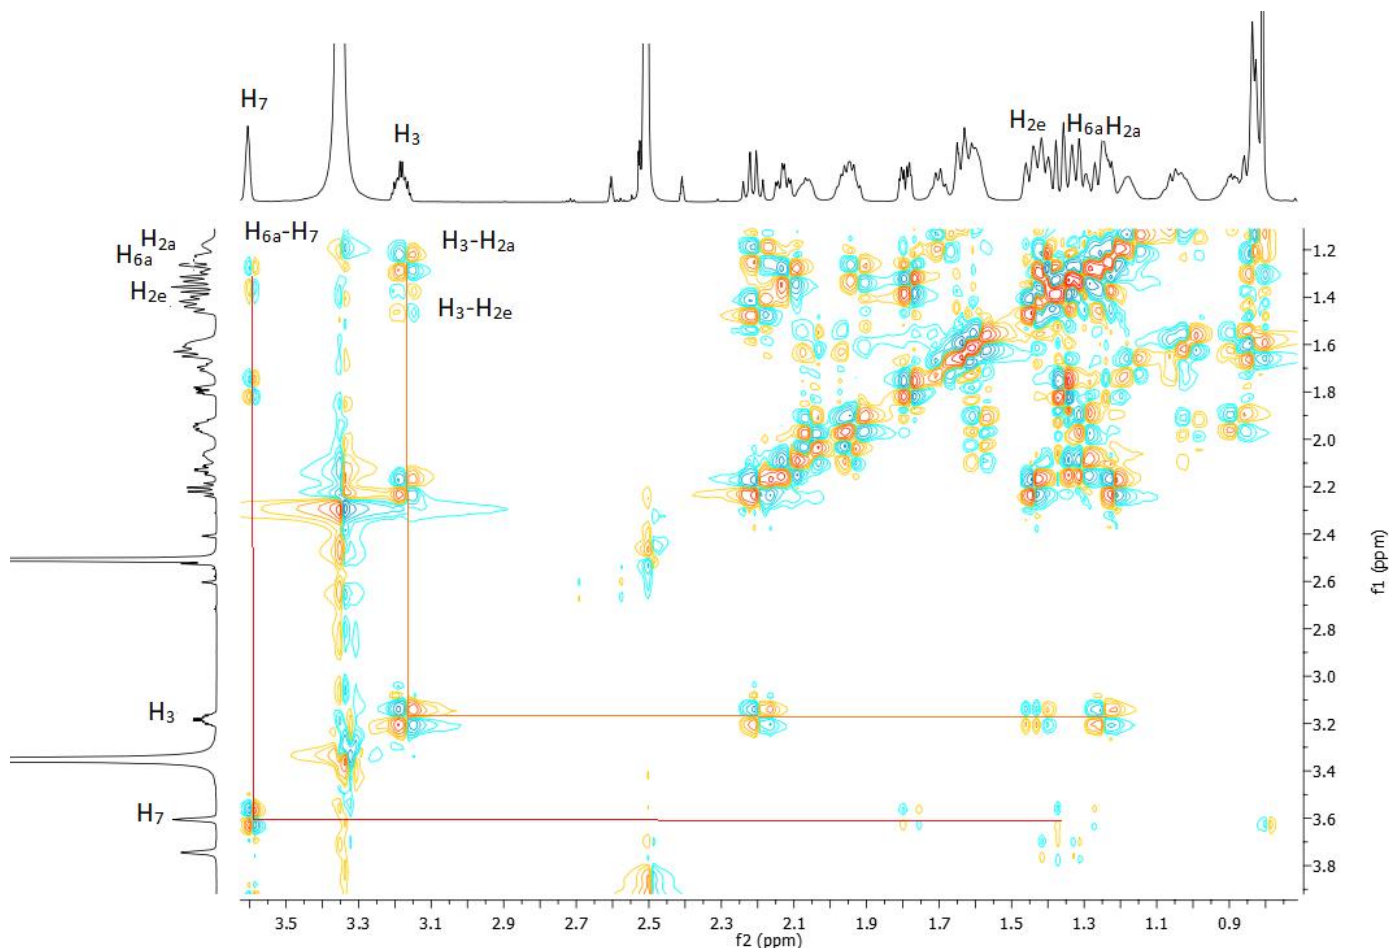 H₇
H₃
H₂ₑ
H₆ₐ
H₂ₐ
H₂ₐ
H₆ₐ
H₂ₑ
H₃
H₇
H₆ₐ-H₇
H₃-H₂ₐ
H₃-H₂ₑ
1.2
1.4
1.6
1.8
2.0
2.2
2.4
2.6
2.8
3.0
3.2
3.4
3.6
3.8
f1 (ppm)
3.5
3.3
3.1
2.9
2.7
2.5
2.3
2.1
1.9
1.7
1.5
1.3
1.1
0.9
f2 (ppm)